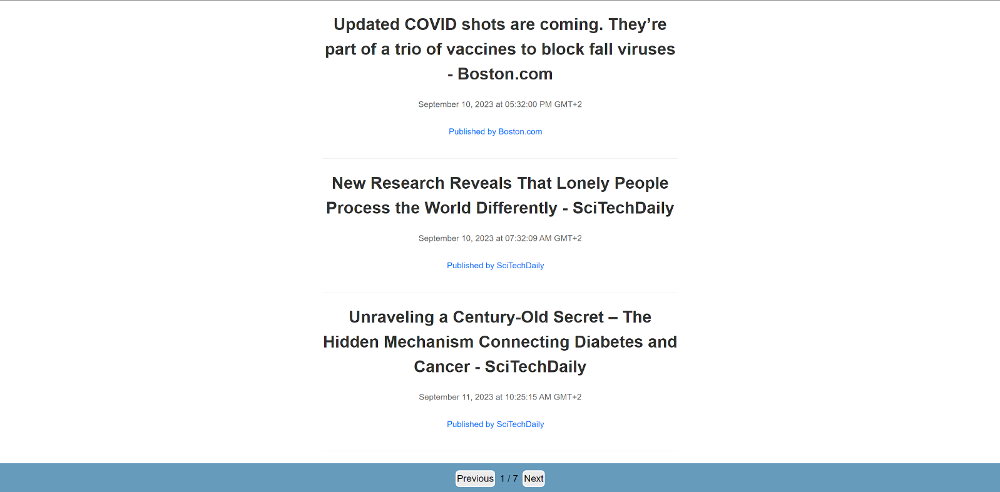 Updated COVID shots are coming. They’re
part of a trio of vaccines to block fall viruses
- Boston.com
September 10, 2023 at 05:32:00 PM GMT+2
Published by Boston.com
New Research Reveals That Lonely People
Process the World Differently - SciTechDaily
September 10, 2023 at 07:32:09 AM GMT+2
Published by SciTechDaily
Unraveling a Century-Old Secret – The
Hidden Mechanism Connecting Diabetes and
Cancer - SciTechDaily
September 11, 2023 at 10:25:15 AM GMT+2
Published by SciTechDaily
Previous 1 / 7 Next